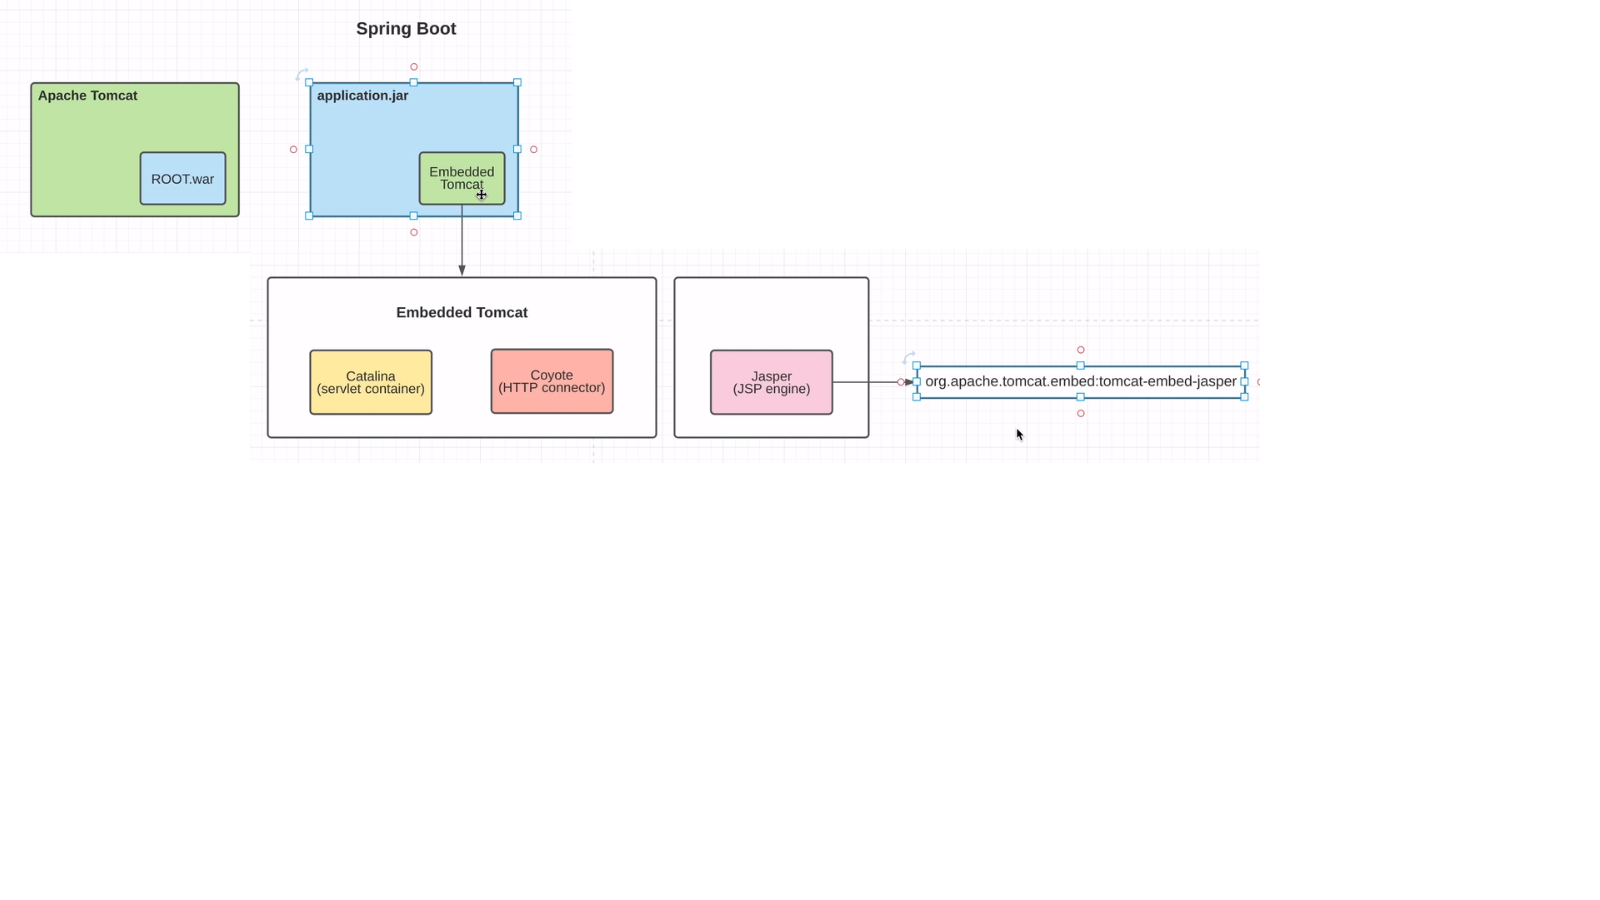 Spring Boot
Apache Tomcat
ROOT.war
application.jar
Embedded
Tomcat
Embedded Tomcat
Catalina
(servlet container)
Coyote
(HTTP connector)
Jasper
(JSP engine)
org.apache.tomcat.embed:tomcat-embed-jasper